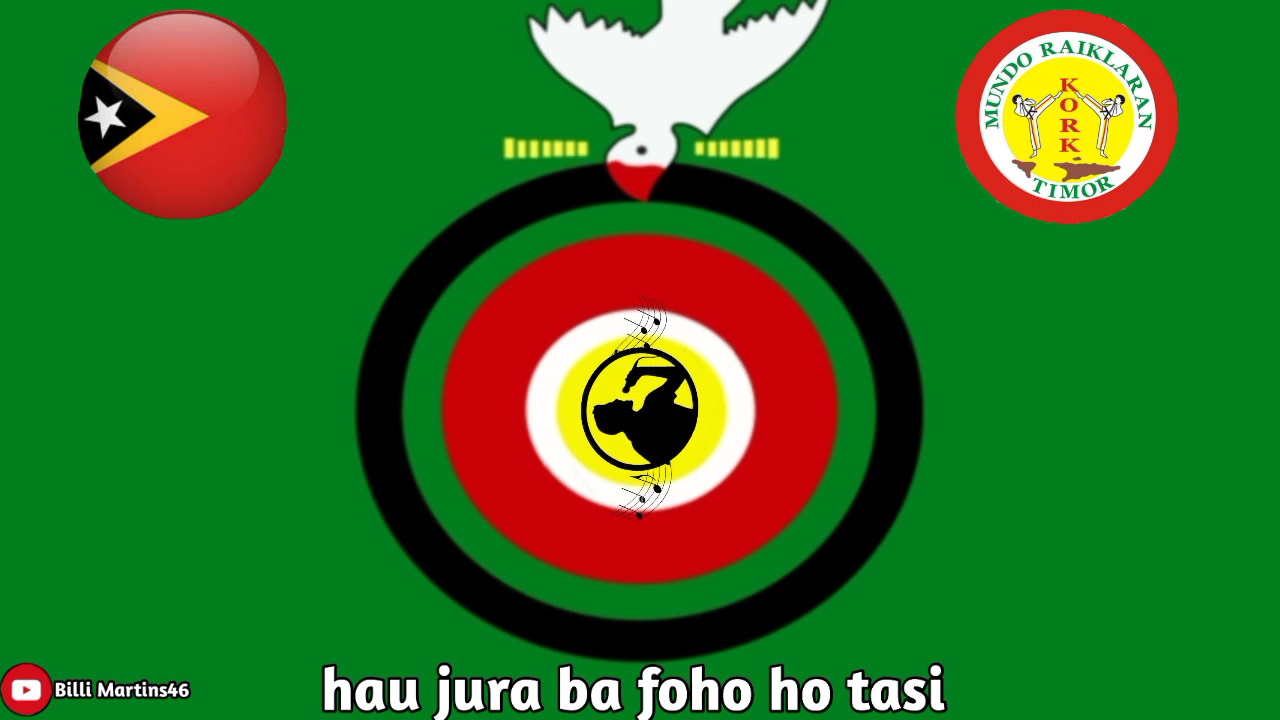 MUNDO RAIKLARAN
KORK
TIMOR
Billi Martins46
hau jura ba foho ho tasi